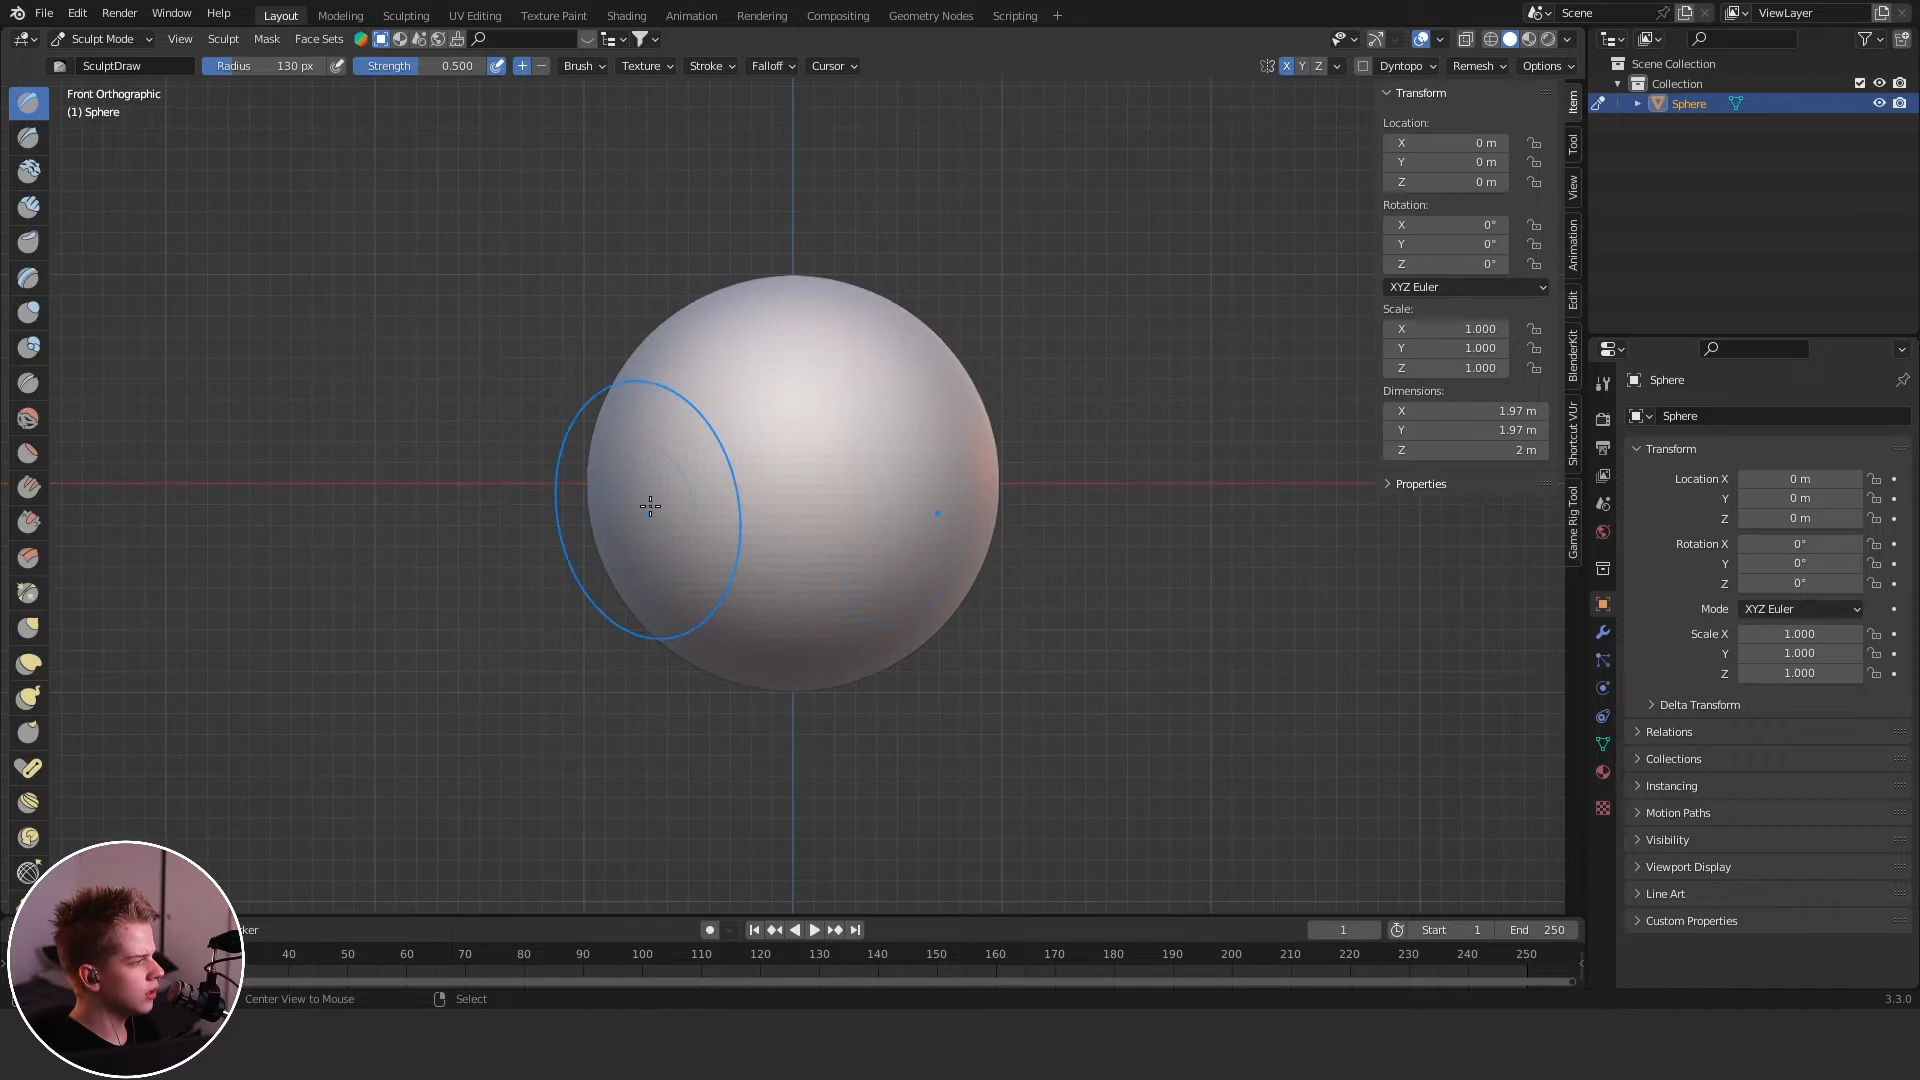 File Edit Render Window Help Layout Modeling Sculpting UV Editing Texture Paint Shading Animation Rendering Compositing Geometry Nodes Scripting Scene ViewLayer
Sculpt Mode View Sculpt Mask Face Sets
SculptDraw Radius 130 px Strength 0.500 Brush Texture Stroke Falloff Cursor X Y Z Dyntopo Remesh Options
Front Orthographic
(1) Sphere
Transform
Location:
X 0 m
Y 0 m
Z 0 m
Rotation:
X 0°
Y 0°
Z 0°
XYZ Euler
Scale:
X 1.000
Y 1.000
Z 1.000
Dimensions:
X 1.97 m
Y 1.97 m
Z 2 m
Properties
Item
Tool
View
Animation
Edit
BlenderKit
Shortcut VUr
Game Rig Tool
Scene Collection
Collection
Sphere
Sphere
Sphere
Transform
Location X 0 m
Y 0 m
Z 0 m
Rotation X 0°
Y 0°
Z 0°
Mode XYZ Euler
Scale X 1.000
Y 1.000
Z 1.000
Delta Transform
Relations
Collections
Instancing
Motion Paths
Visibility
Viewport Display
Line Art
Custom Properties
ker 1 Start 1 End 250
40 50 60 70 80 90 100 110 120 130 140 150 160 170 180 190 200 210 220 230 240 250
Center View to Mouse Select 3.3.0